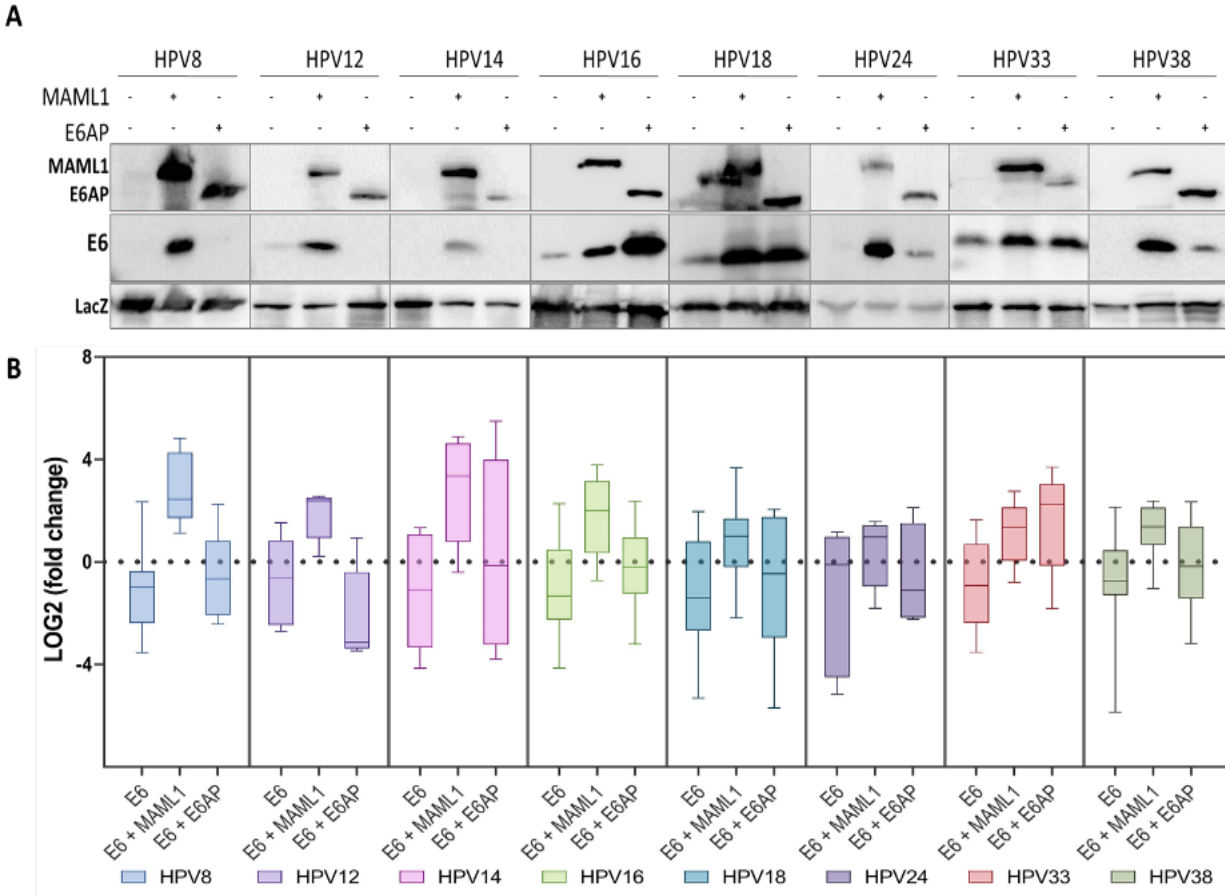 A
HPV8 HPV12 HPV14 HPV16 HPV18 HPV24 HPV33 HPV38
MAML1 - + - - + - - + - - + - - + - - + - - + - - + -
E6AP - - + - - + - - + - - + - - + - - + - - + - - +
MAML1
E6AP
E6
LacZ
B
LOG2 (fold change)
8
4
0
-4
E6 E6 + MAML1 E6 + E6AP E6 E6 + MAML1 E6 + E6AP E6 E6 + MAML1 E6 + E6AP E6 E6 + MAML1 E6 + E6AP E6 E6 + MAML1 E6 + E6AP E6 E6 + MAML1 E6 + E6AP E6 E6 + MAML1 E6 + E6AP E6 E6 + MAML1 E6 + E6AP
HPV8 HPV12 HPV14 HPV16 HPV18 HPV24 HPV33 HPV38